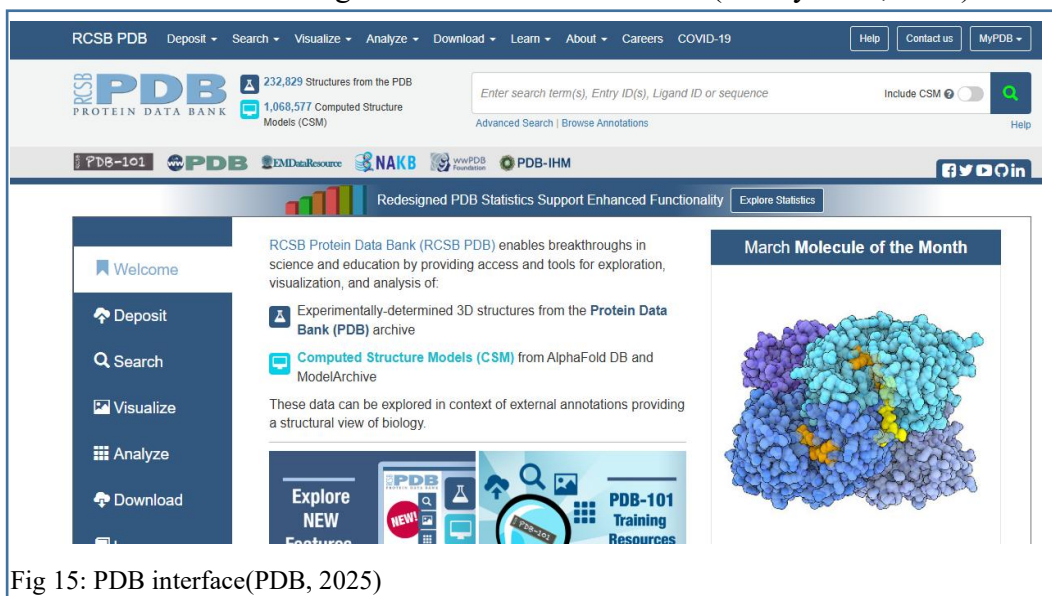 RCSB PDB Deposit Search Visualize Analyze Download Learn About Careers COVID-19 Help Contact us MyPDB
RCSB
PDB
PROTEIN DATA BANK
232,829 Structures from the PDB
1,068,577 Computed Structure
Models (CSM)
Enter search term(s), Entry ID(s), Ligand ID or sequence
Include CSM
Advanced Search | Browse Annotations
Help
PDB-101 PDB EMDataResource NAKB wwPDB Foundation PDB-IHM
Redesigned PDB Statistics Support Enhanced Functionality Explore Statistics
Welcome
Deposit
Search
Visualize
Analyze
Download
RCSB Protein Data Bank (RCSB PDB) enables breakthroughs in
science and education by providing access and tools for exploration,
visualization, and analysis of:
Experimentally-determined 3D structures from the Protein Data
Bank (PDB) archive
Computed Structure Models (CSM) from AlphaFold DB and
ModelArchive
These data can be explored in context of external annotations providing
a structural view of biology.
Explore
NEW
Features
PDB
NEW!
PDB-101
PDB-101
Training
Resources
March Molecule of the Month
Fig 15: PDB interface(PDB, 2025)